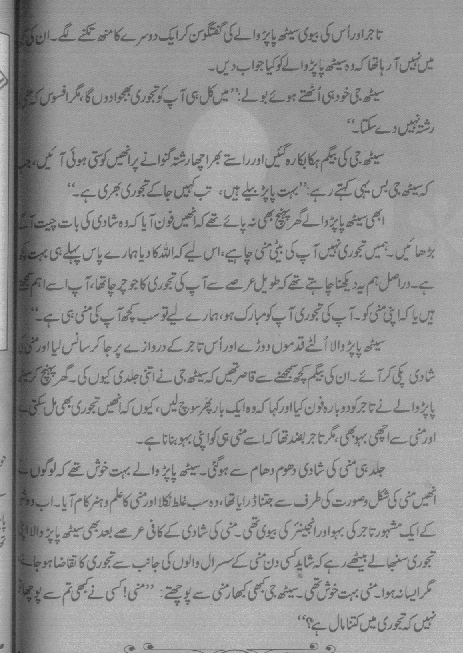 تاجر اور اُس کی بیوی سیٹھ پاپڑ والے کی گفتگو سن کر ایک دوسرے کا منھ تکنے لگے۔ ان کی
میں نہیں آ رہا تھا کہ وہ سیٹھ پاپڑ والے کو کیا جواب دیں۔
سیٹھ جی خود ہی اُٹھتے ہوئے بولے: ”میں کل ہی آپ کو تجوری بھجوا دوں گا، مگر افسوس کہ
رشتہ نہیں دے سکتا۔“
سیٹھ جی کی بیگم ہکا بکا رہ گئیں اور راستے بھر اچھا رشتہ گنوانے پر انھیں کوستی ہوئی آئیں،
کہ سیٹھ جی بس یہی کہتے رہے: ”بہت پاپڑ بیلے ہیں، تب کہیں جا کے تجوری بھری ہے۔“
ابھی سیٹھ پاپڑ والے گھر پہنچ بھی نہ پائے تھے کہ انھیں فون آیا کہ وہ شادی کی بات چیت آگے
بڑھائیں۔ ہمیں تجوری نہیں آپ کی بیٹی منی چاہیے، اس لیے کہ اللہ کا دیا ہمارے پاس پہلے ہی بہت کچھ
ہے۔ دراصل ہم یہ دیکھنا چاہتے تھے کہ طویل عرصے سے آپ کی تجوری کا جو چرچا تھا، آپ اسے اہم سمجھتے
ہیں یا کہ اپنی منی کو۔ آپ کی تجوری آپ کو مبارک ہو، ہمارے لیے تو سب کچھ آپ کی منی ہی ہے۔“
سیٹھ پاپڑ والا اُلٹے قدموں دوڑے اور اُس تاجر کے دروازے پر جا کر سانس لیا اور منی کی
شادی پکی کر آئے۔ ان کی بیگم کچھ سمجھنے سے قاصر تھیں کہ سیٹھ جی نے اتنی جلدی کیوں کی۔ گھر پہنچ کر سیٹھ
پاپڑ والے نے تاجر کو دوبارہ فون کیا اور کہا کہ وہ ایک بار پھر سوچ لیں، کیوں کہ انھیں تجوری بھی مل سکتی ہے
اور منی سے اچھی بہو بھی، مگر تاجر بضد تھا کہ اسے منی ہی کو اپنی بہو بنانا ہے۔
جلد ہی منی کی شادی دھوم دھام سے ہو گئی۔ سیٹھ پاپڑ والے بہت خوش تھے کہ لوگوں نے
انھیں منی کی شکل و صورت کی طرف سے جتنا ڈرایا تھا، وہ سب غلط نکلا اور منی کا علم و ہنر کام آیا۔ اب وہ شہر
کے ایک مشہور تاجر کی بہو اور انجینئر کی بیوی تھی۔ منی کی شادی کے کافی عرصے بعد بھی سیٹھ پاپڑ والا اپنی
تجوری سنبھالے بیٹھے رہے کہ شاید کسی دن منی کے سسرال والوں کی جانب سے تجوری کا تقاضا ہو جائے،
مگر ایسا نہ ہوا۔ منی بہت خوش تھی۔ سیٹھ جی کبھی کبھار منی سے پوچھتے: ”منی! کسی نے کبھی تم سے پوچھا
نہیں کہ تجوری میں کتنا مال ہے؟“